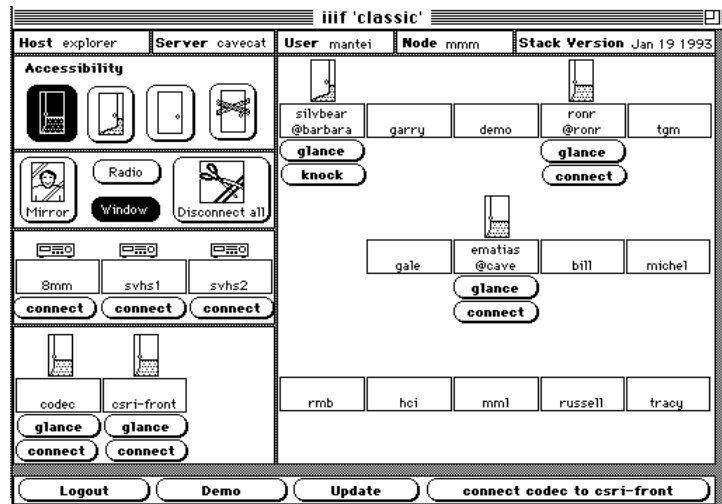 iiif 'classic'
Host explorer Server cavecat User mantei Node mmm Stack Version Jan 19 1993
Accessibility
Mirror Radio Window Disconnect all
8mm svhs1 svhs2
connect connect connect
codec csri-front
glance glance
connect connect
silvbear @barbara garry demo ronr @ronr tgm
glance glance
knock connect
gale ematias @cave bill michel
glance
connect
rmb hci mm1 russell tracy
Logout Demo Update connect codec to csri-front